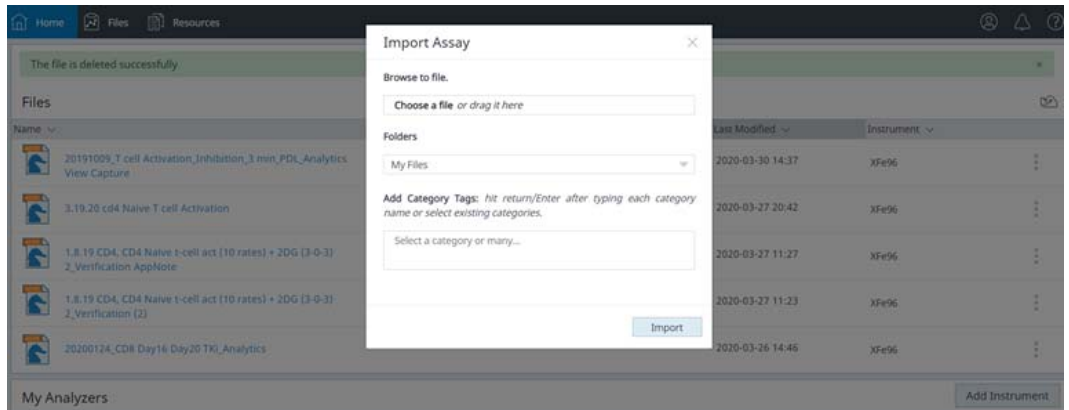 Home Files Resources
The file is deleted successfully
Files
Name Last Modified Instrument
20191009_T cell Activation_Inhibition_3 min_PDL_Analytics
View Capture
2020-03-30 14:37 XFe96
3.19.20 cd4 Naive T cell Activation 2020-03-27 20:42 XFe96
1.8.19 CD4, CD4 Naive t-cell act (10 rates) + 2DG (3-0-3)
2_Verification AppNote
2020-03-27 11:27 XFe96
1.8.19 CD4, CD4 Naive t-cell act (10 rates) + 2DG (3-0-3)
2_Verification (2)
2020-03-27 11:23 XFe96
20200124_CD8 Day16 Day20 TKi_Analytics 2020-03-26 14:46 XFe96
My Analyzers Add Instrument
Import Assay
Browse to file.
Choose a file or drag it here
Folders
My Files
Add Category Tags: hit return/Enter after typing each category
name or select existing categories.
Select a category or many...
Import